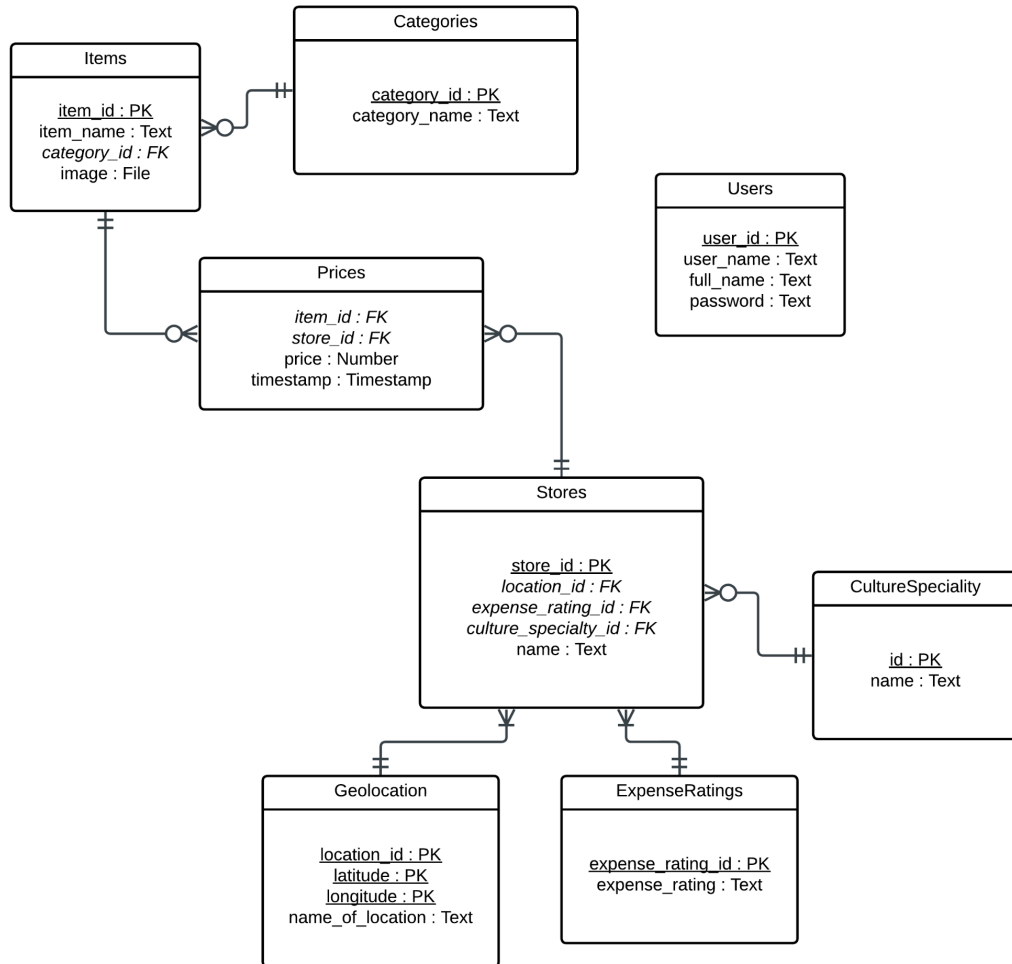 Categories
category_id : PK
category_name : Text
Items
item_id : PK
item_name : Text
category_id : FK
image : File
Users
user_id : PK
user_name : Text
full_name : Text
password : Text
Prices
item_id : FK
store_id : FK
price : Number
timestamp : Timestamp
Stores
store_id : PK
location_id : FK
expense_rating_id : FK
culture_specialty_id : FK
name : Text
CultureSpeciality
id : PK
name : Text
Geolocation
location_id : PK
latitude : PK
longitude : PK
name_of_location : Text
ExpenseRatings
expense_rating_id : PK
expense_rating : Text